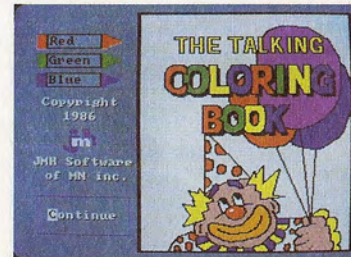 Red
Green
Blue
Copyright
1986
m
JMH Software
of MN inc.
Continue
THE TALKING
COLORING
BOOK